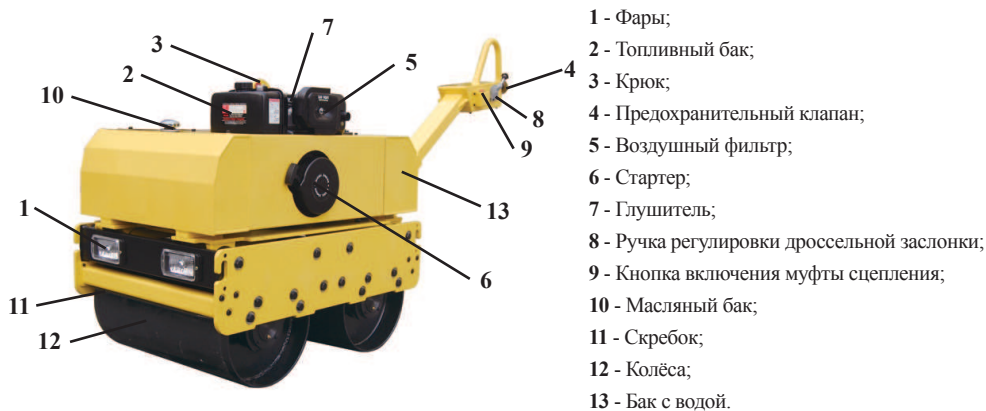 7
3
2
5
10
4
8
9
1
13
6
11
12
1 - Фары;
2 - Топливный бак;
3 - Крюк;
4 - Предохранительный клапан;
5 - Воздушный фильтр;
6 - Стартер;
7 - Глушитель;
8 - Ручка регулировки дроссельной заслонки;
9 - Кнопка включения муфты сцепления;
10 - Масляный бак;
11 - Скребок;
12 - Колёса;
13 - Бак с водой.